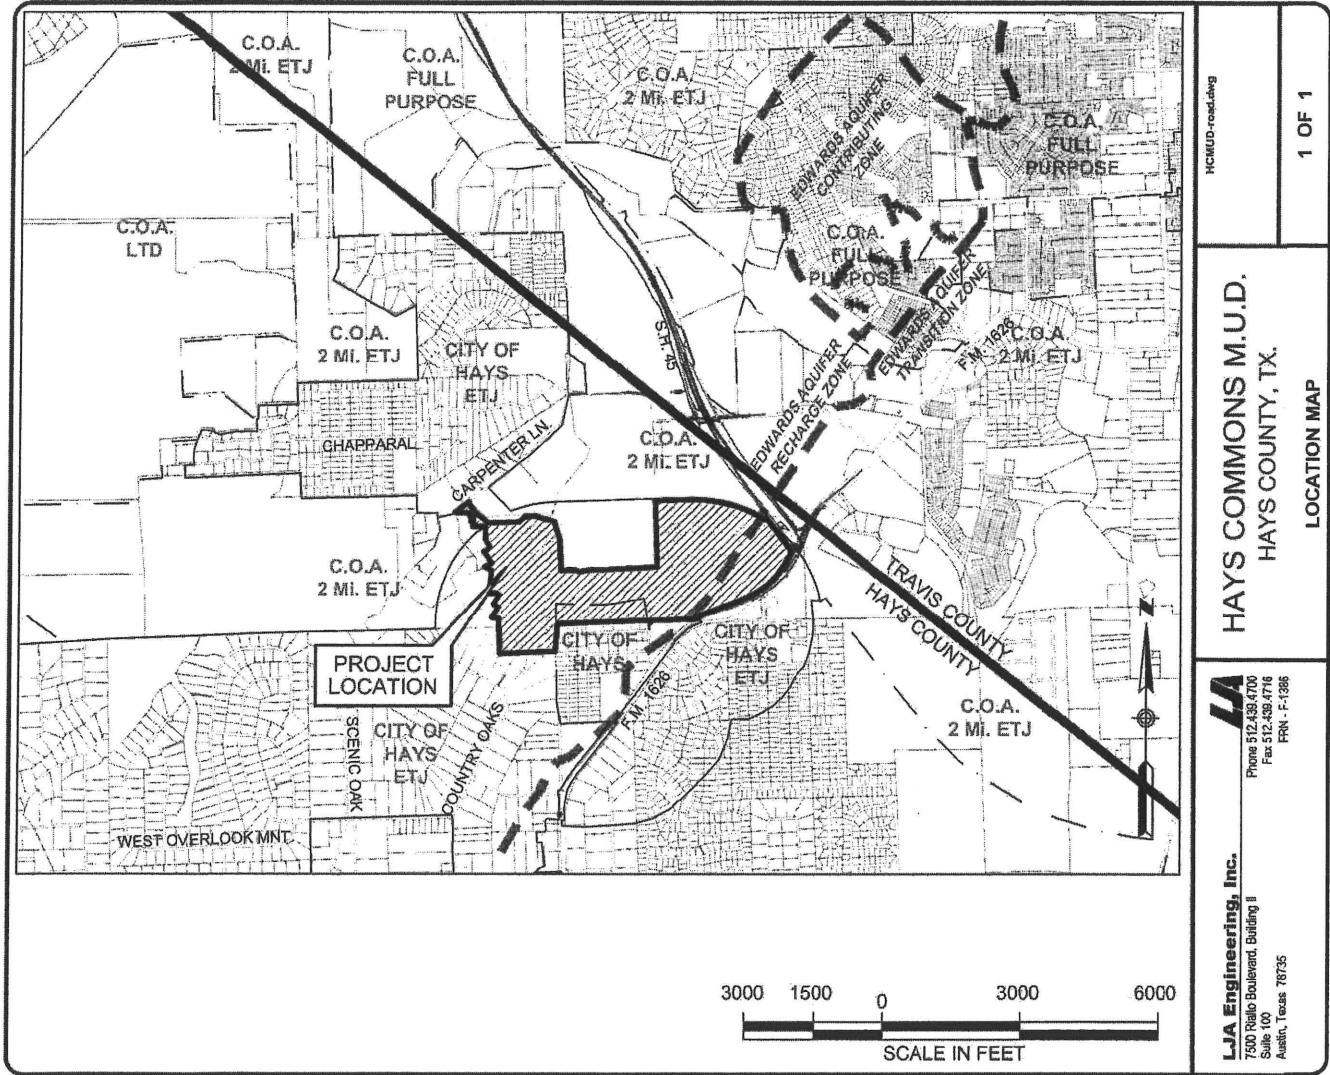 C.O.A.
2 Mi. ETJ
C.O.A.
FULL
PURPOSE
C.O.A.
2 Mi. ETJ
EDWARDS AQUIFER
CONTRIBUTING
ZONE
C.O.A.
FULL
PURPOSE
C.O.A.
LTD
C.O.A.
FULL
PURPOSE
EDWARDS AQUIFER
TRANSITION ZONE
S.H. 45
F.M. 1626
C.O.A.
2 Mi. ETJ
C.O.A.
2 Mi. ETJ
CITY OF
HAYS
ETJ
EDWARDS AQUIFER
RECHARGE ZONE
CHAPPARAL
CARPENTER LN.
C.O.A.
2 Mi. ETJ
C.O.A.
2 Mi. ETJ
TRAVIS COUNTY
HAYS COUNTY
PROJECT
LOCATION
CITY OF
HAYS
CITY OF
HAYS
ETJ
F.M. 1626
C.O.A.
2 Mi. ETJ
SCENIC OAK
CITY OF
HAYS
ETJ
COUNTRY OAKS
WEST OVERLOOK MNT.
N
3000 1500 0 3000 6000
SCALE IN FEET
HCMUD-road.dwg
1 OF 1
HAYS COMMONS M.U.D.
HAYS COUNTY, TX.
LOCATION MAP
LJA
LJA Engineering, Inc.
7500 Rialto Boulevard, Building II
Suite 100
Austin, Texas 78735
Phone 512.439.4700
Fax 512.439.4716
FRN - F-1386